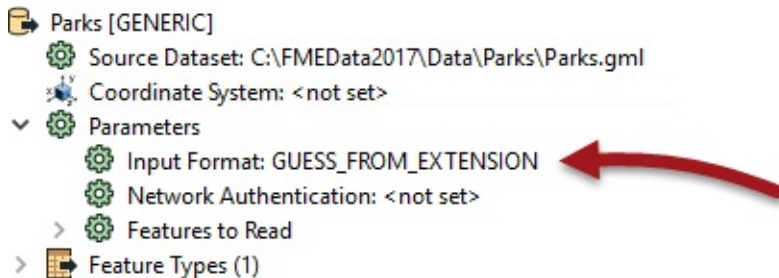 Parks [GENERIC]
Source Dataset: C:\FMEData2017\Data\Parks\Parks.gml
Coordinate System: <not set>
Parameters
Input Format: GUESS_FROM_EXTENSION
Network Authentication: <not set>
Features to Read
Feature Types (1)